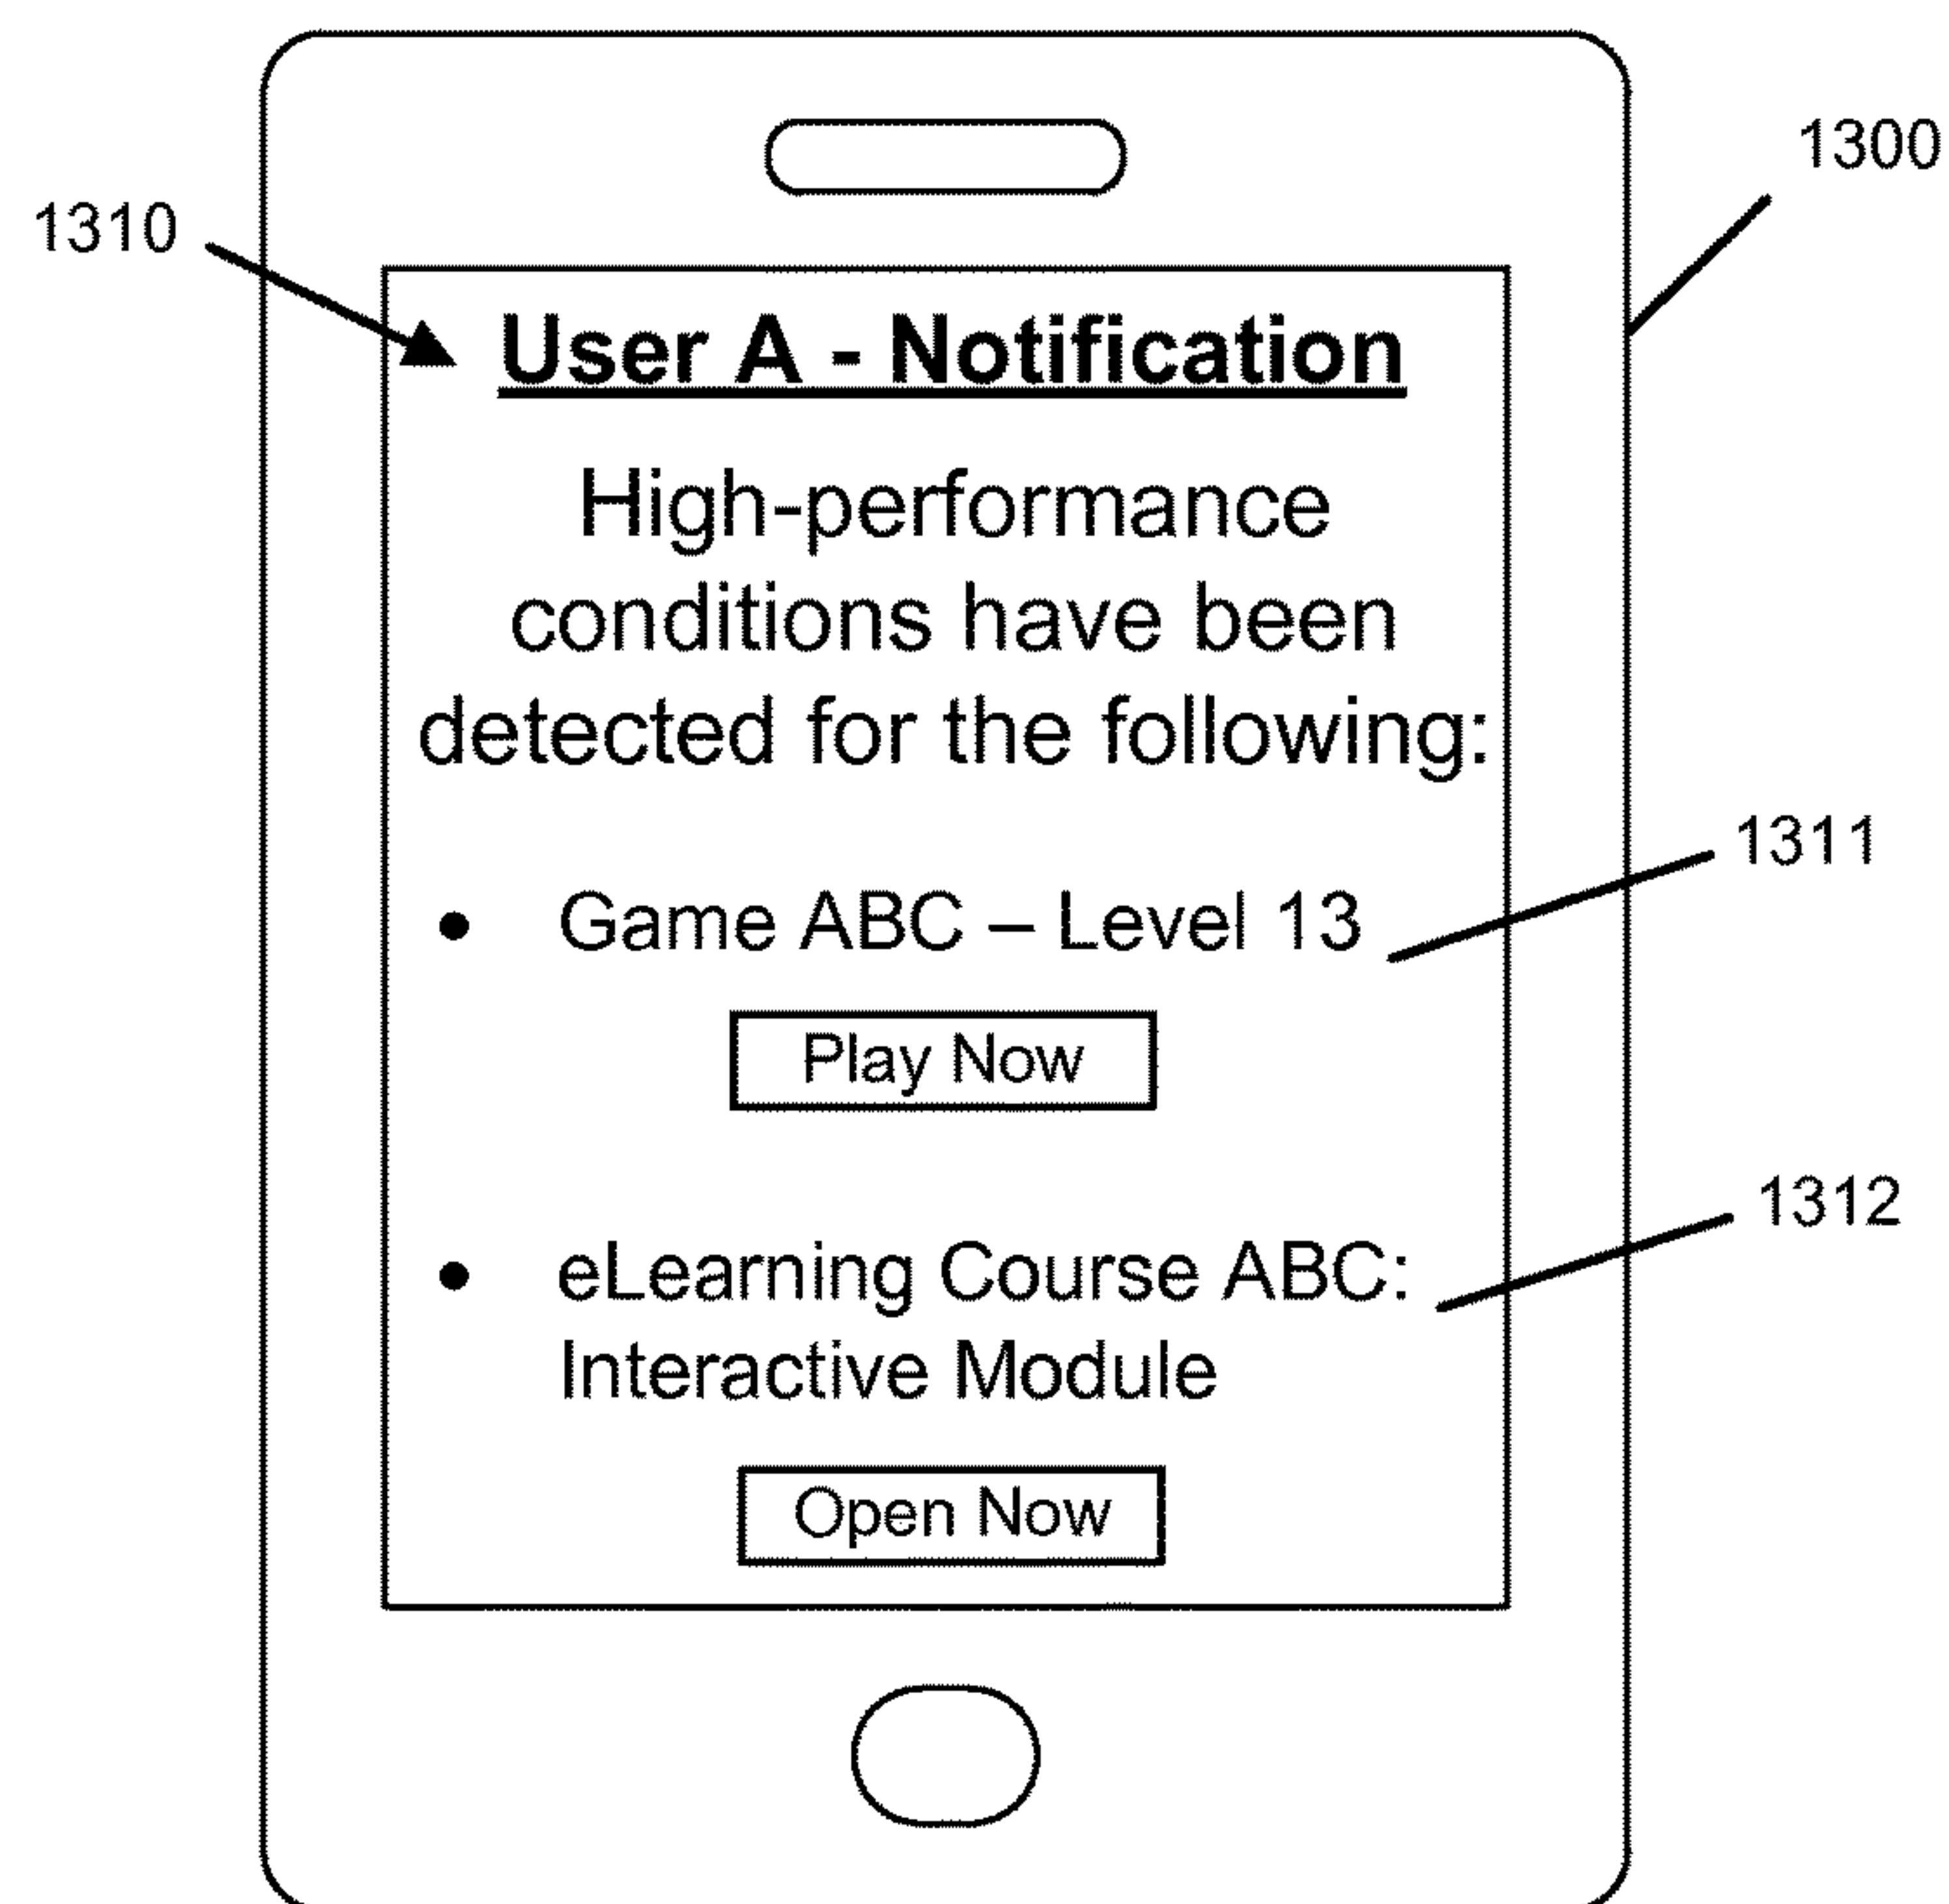 1300
1310
User A - Notification
High-performance
conditions have been
detected for the following:
1311
• Game ABC – Level 13
Play Now
1312
• eLearning Course ABC:
Interactive Module
Open Now